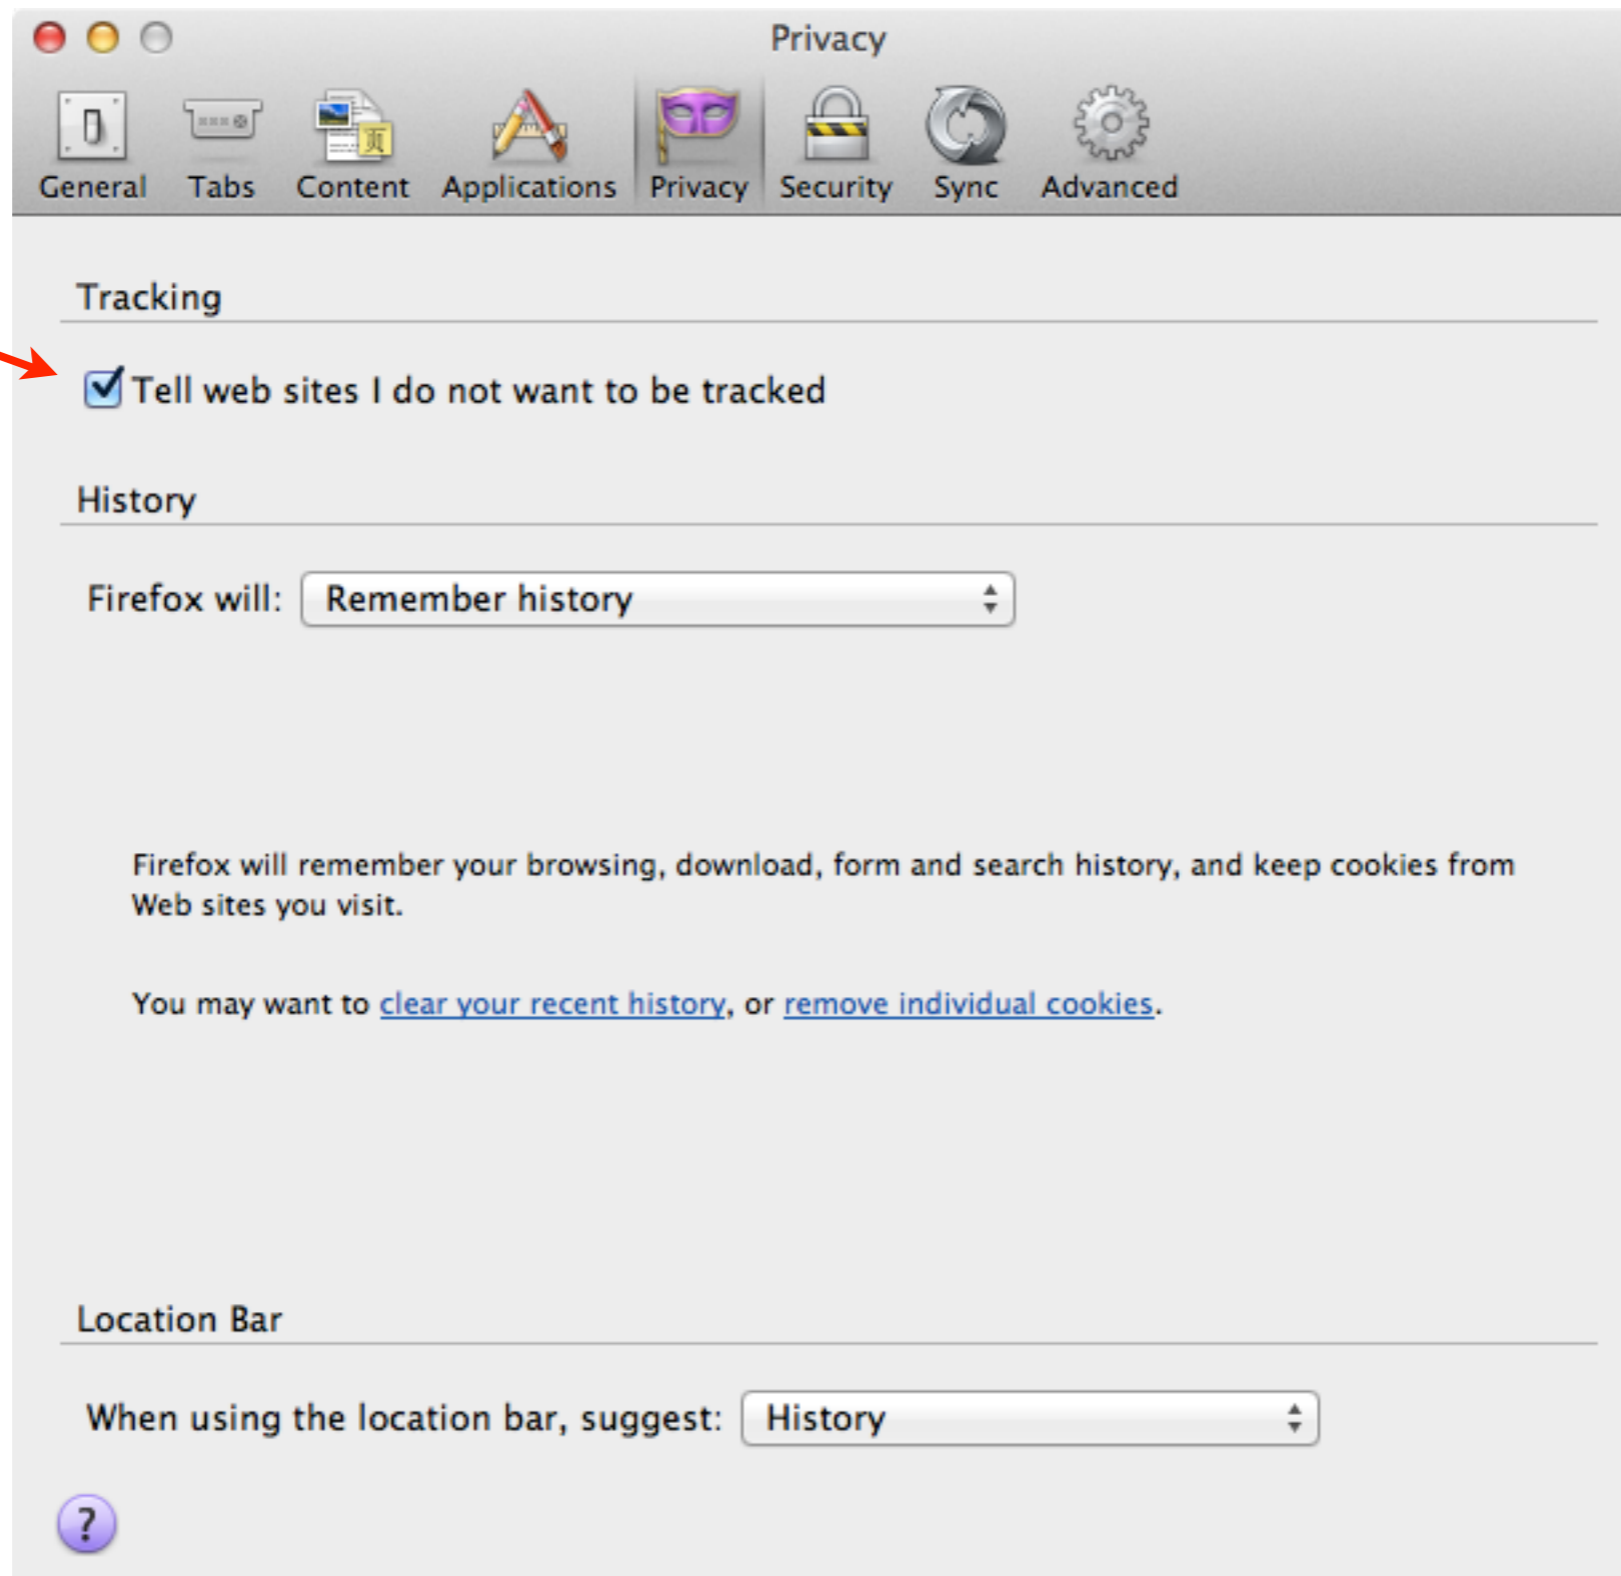 Privacy
General Tabs Content Applications Privacy Security Sync Advanced
Tracking
Tell web sites I do not want to be tracked
History
Firefox will: Remember history
Firefox will remember your browsing, download, form and search history, and keep cookies from
Web sites you visit.
You may want to clear your recent history, or remove individual cookies.
Location Bar
When using the location bar, suggest: History
?